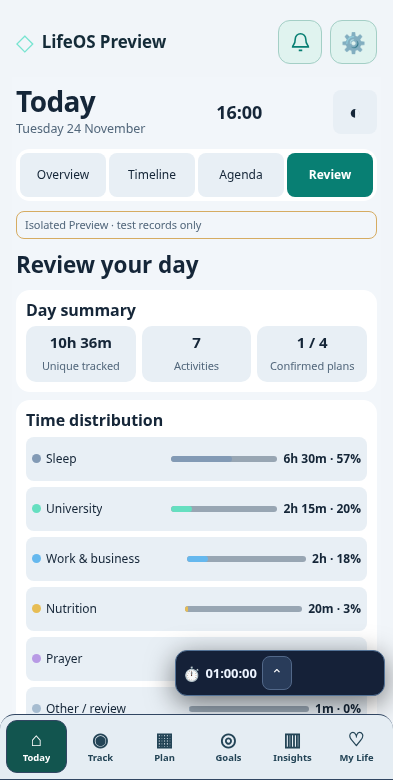 LifeOS Preview
Today
Tuesday 24 November
16:00
Overview
Timeline
Agenda
Review
Isolated Preview · test records only
Review your day
Day summary
10h 36m
Unique tracked
7
Activities
1 / 4
Confirmed plans
Time distribution
Sleep
6h 30m · 57%
University
2h 15m · 20%
Work & business
2h · 18%
Nutrition
20m · 3%
Prayer
01:00:00
Other / review
1m · 0%
Today
Track
Plan
Goals
Insights
My Life